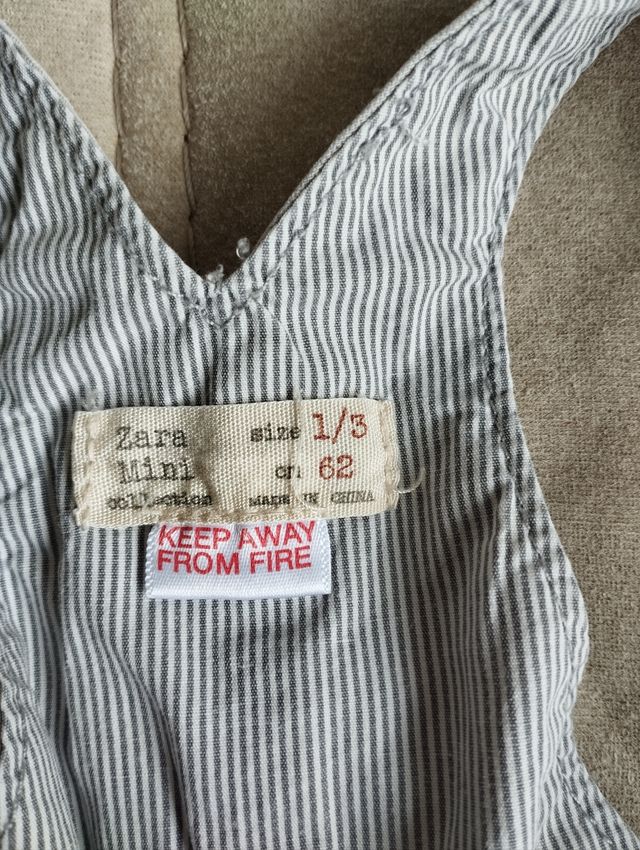 Zara size 1/3
Mini cm 62
collection MADE IN CHINA
KEEP AWAY
FROM FIRE